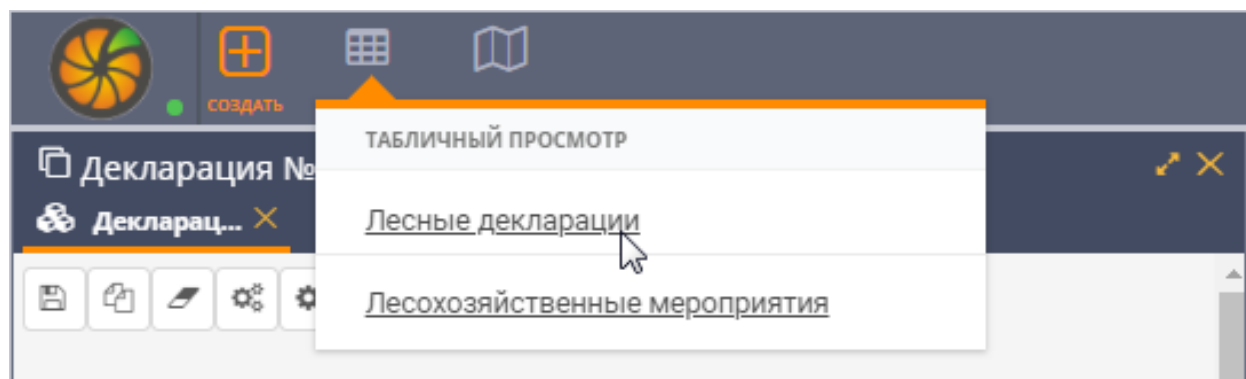 СОЗДАТЬ
ТАБЛИЧНЫЙ ПРОСМОТР
Декларация №
Декларац...
Лесные декларации
Лесохозяйственные мероприятия